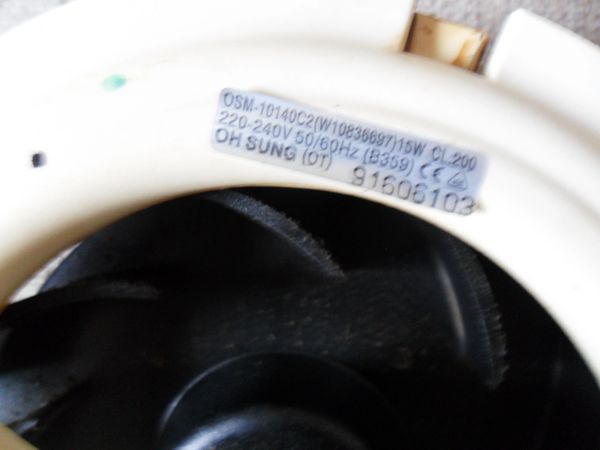 OSM-10140C2(W10836697)15W CL.200
220-240V 50/60Hz (B359) CE
OH SUNG (OT)
91606103